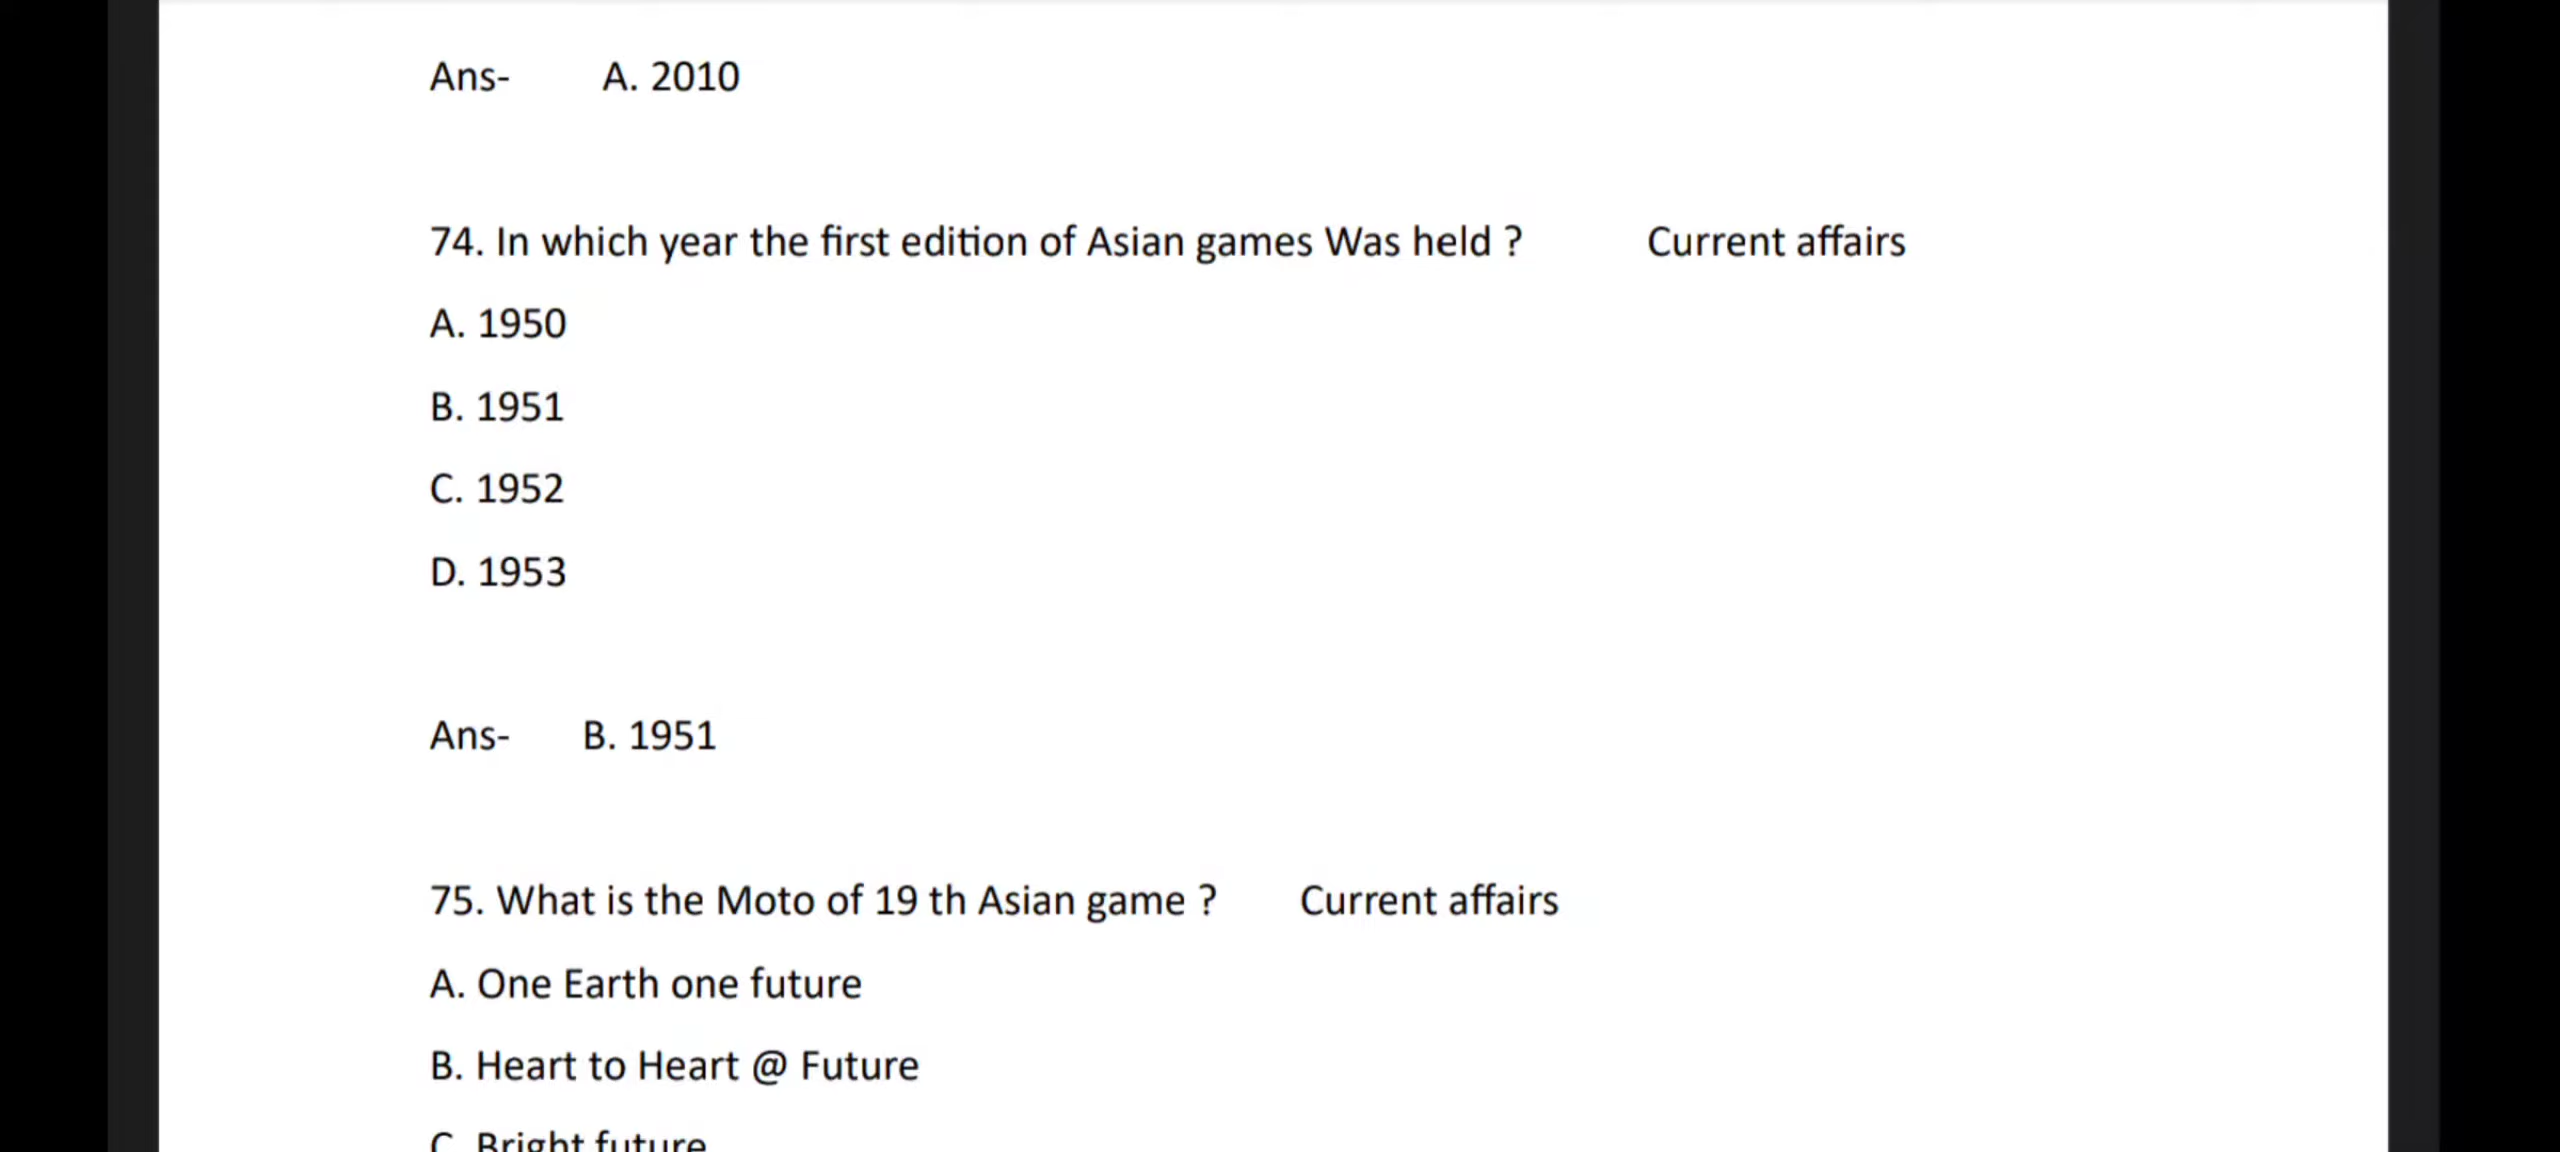 Ans- A. 2010
74. In which year the first edition of Asian games Was held ? Current affairs
A. 1950
B. 1951
C. 1952
D. 1953
Ans- B. 1951
75. What is the Moto of 19 th Asian game ? Current affairs
A. One Earth one future
B. Heart to Heart @ Future
C. Bright future